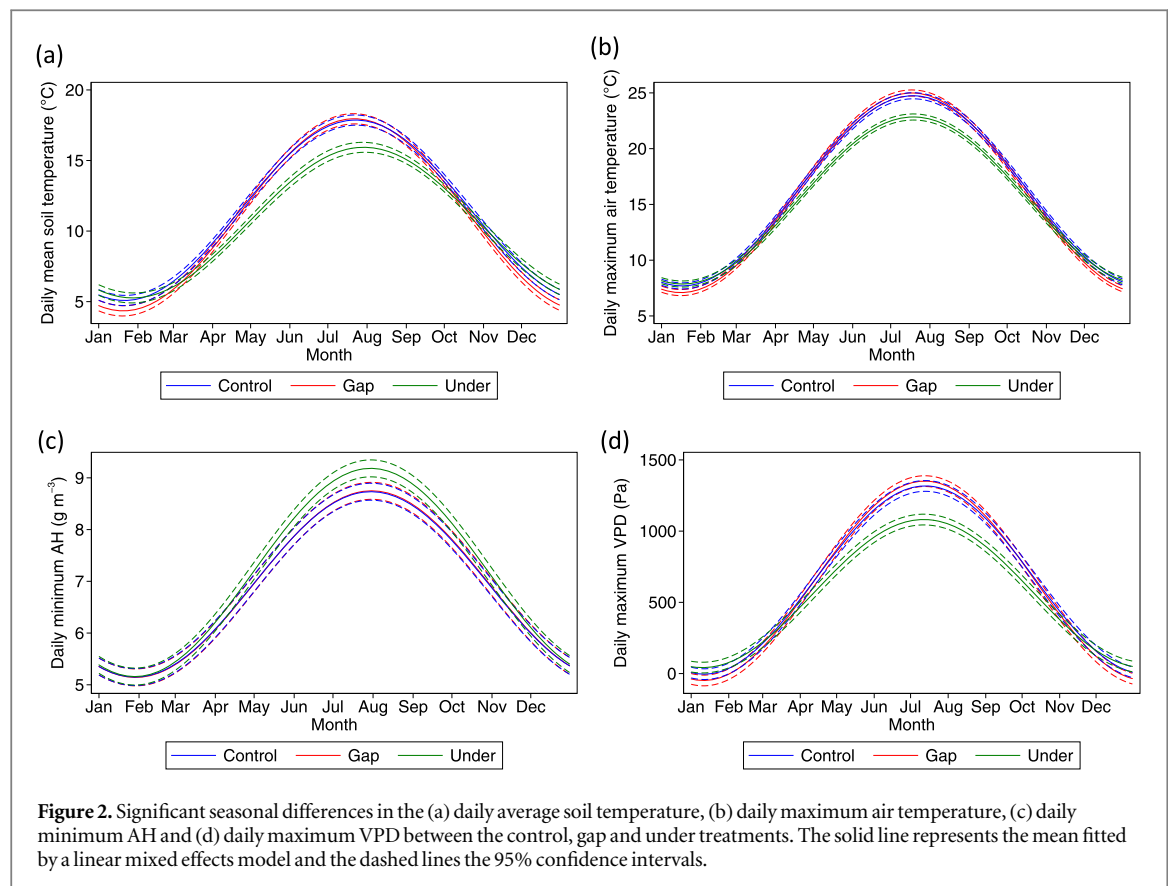 (a)
Daily mean soil temperature (°C)
20
15
10
5
Jan Feb Mar Apr May Jun Jul Aug Sep Oct Nov Dec
Month
Control Gap Under
(b)
Daily maximum air temperature (°C)
25
20
15
10
5
Jan Feb Mar Apr May Jun Jul Aug Sep Oct Nov Dec
Month
Control Gap Under
(c)
Daily minimum AH (g m⁻³)
9
8
7
6
5
Jan Feb Mar Apr May Jun Jul Aug Sep Oct Nov Dec
Month
Control Gap Under
(d)
Daily maximum VPD (Pa)
1500
1000
500
0
Jan Feb Mar Apr May Jun Jul Aug Sep Oct Nov Dec
Month
Control Gap Under
Figure 2. Significant seasonal differences in the (a) daily average soil temperature, (b) daily maximum air temperature, (c) daily
minimum AH and (d) daily maximum VPD between the control, gap and under treatments. The solid line represents the mean fitted
by a linear mixed effects model and the dashed lines the 95% confidence intervals.